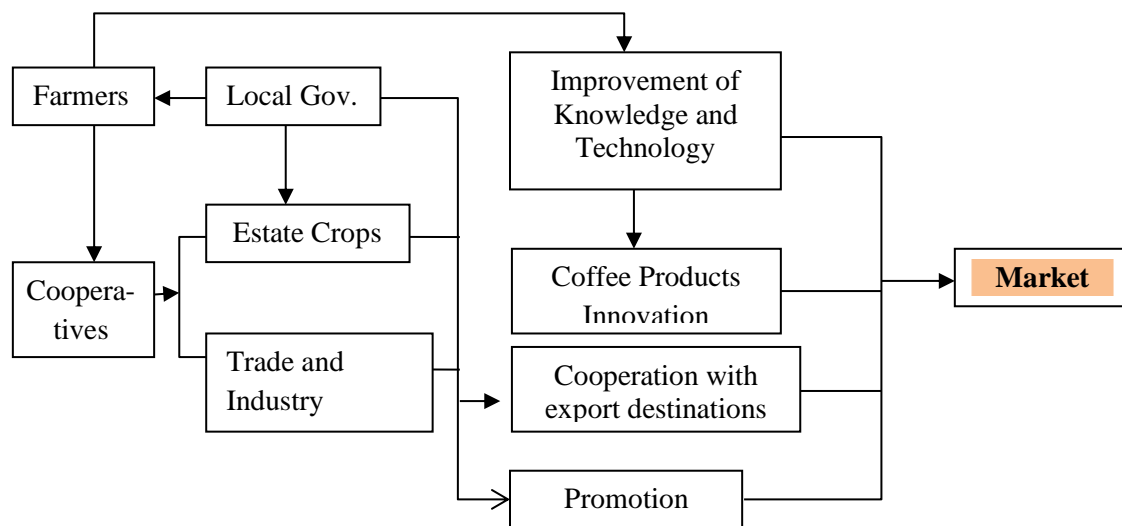 Farmers
Local Gov.
Improvement of
Knowledge and
Technology
Estate Crops
Coopera-
tives
Coffee Products
Innovation
Market
Trade and
Industry
Cooperation with
export destinations
Promotion